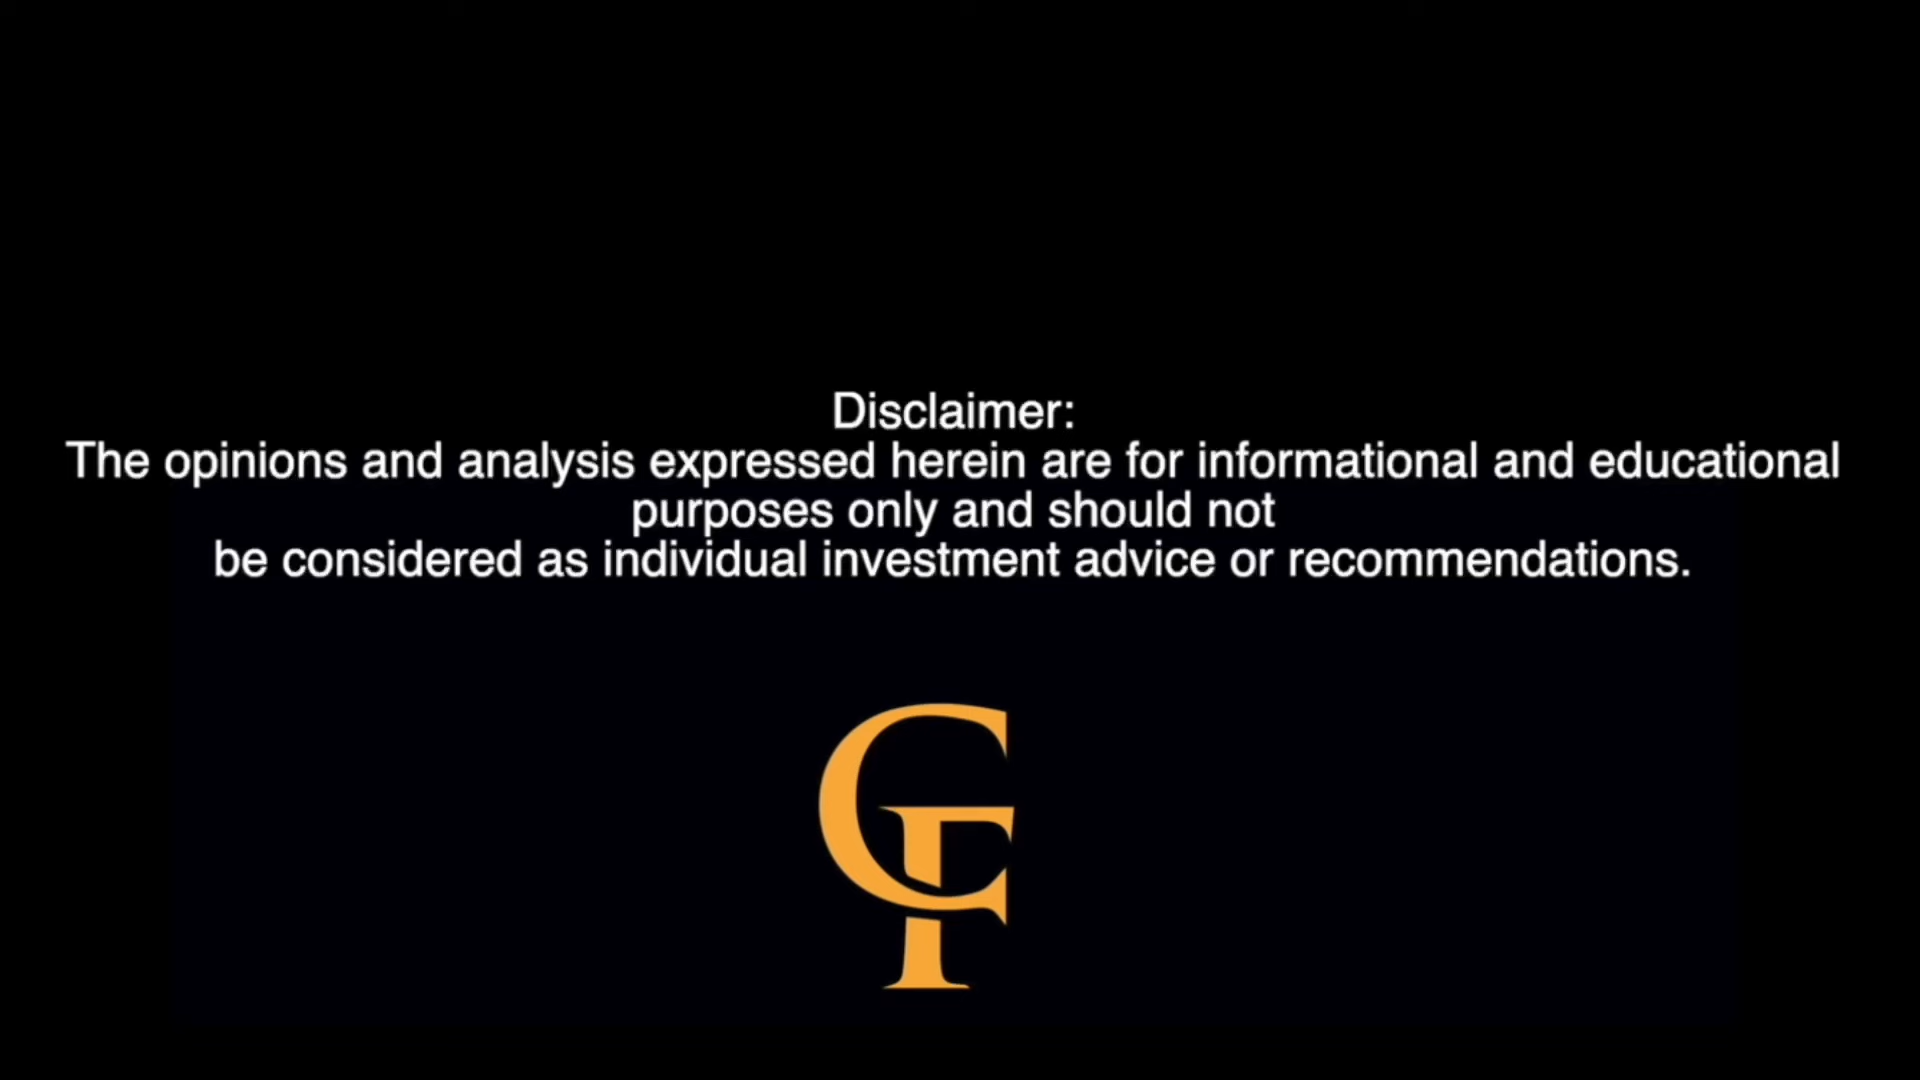 Disclaimer:
The opinions and analysis expressed herein are for informational and educational
purposes only and should not
be considered as individual investment advice or recommendations.
CF